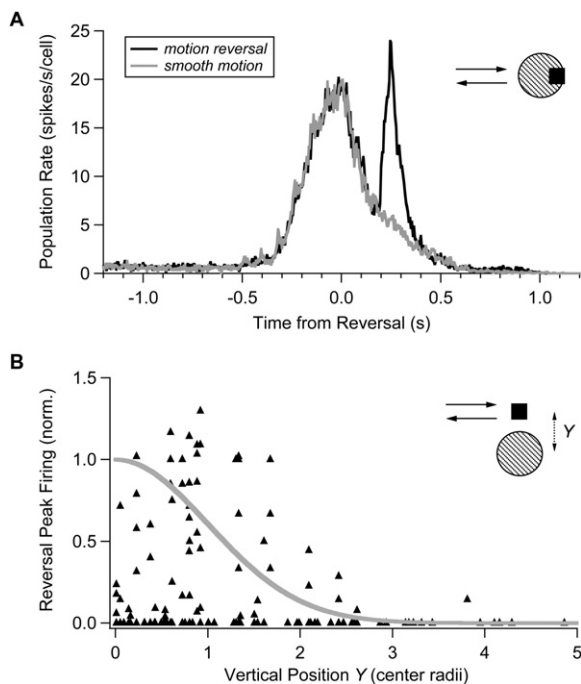 A
Population Rate (spikes/s/cell)
25
20
15
10
5
0
motion reversal
smooth motion
-1.0
-0.5
0.0
0.5
1.0
Time from Reversal (s)
B
Reversal Peak Firing (norm.)
1.5
1.0
0.5
0.0
Y
0
1
2
3
4
5
Vertical Position Y (center radii)